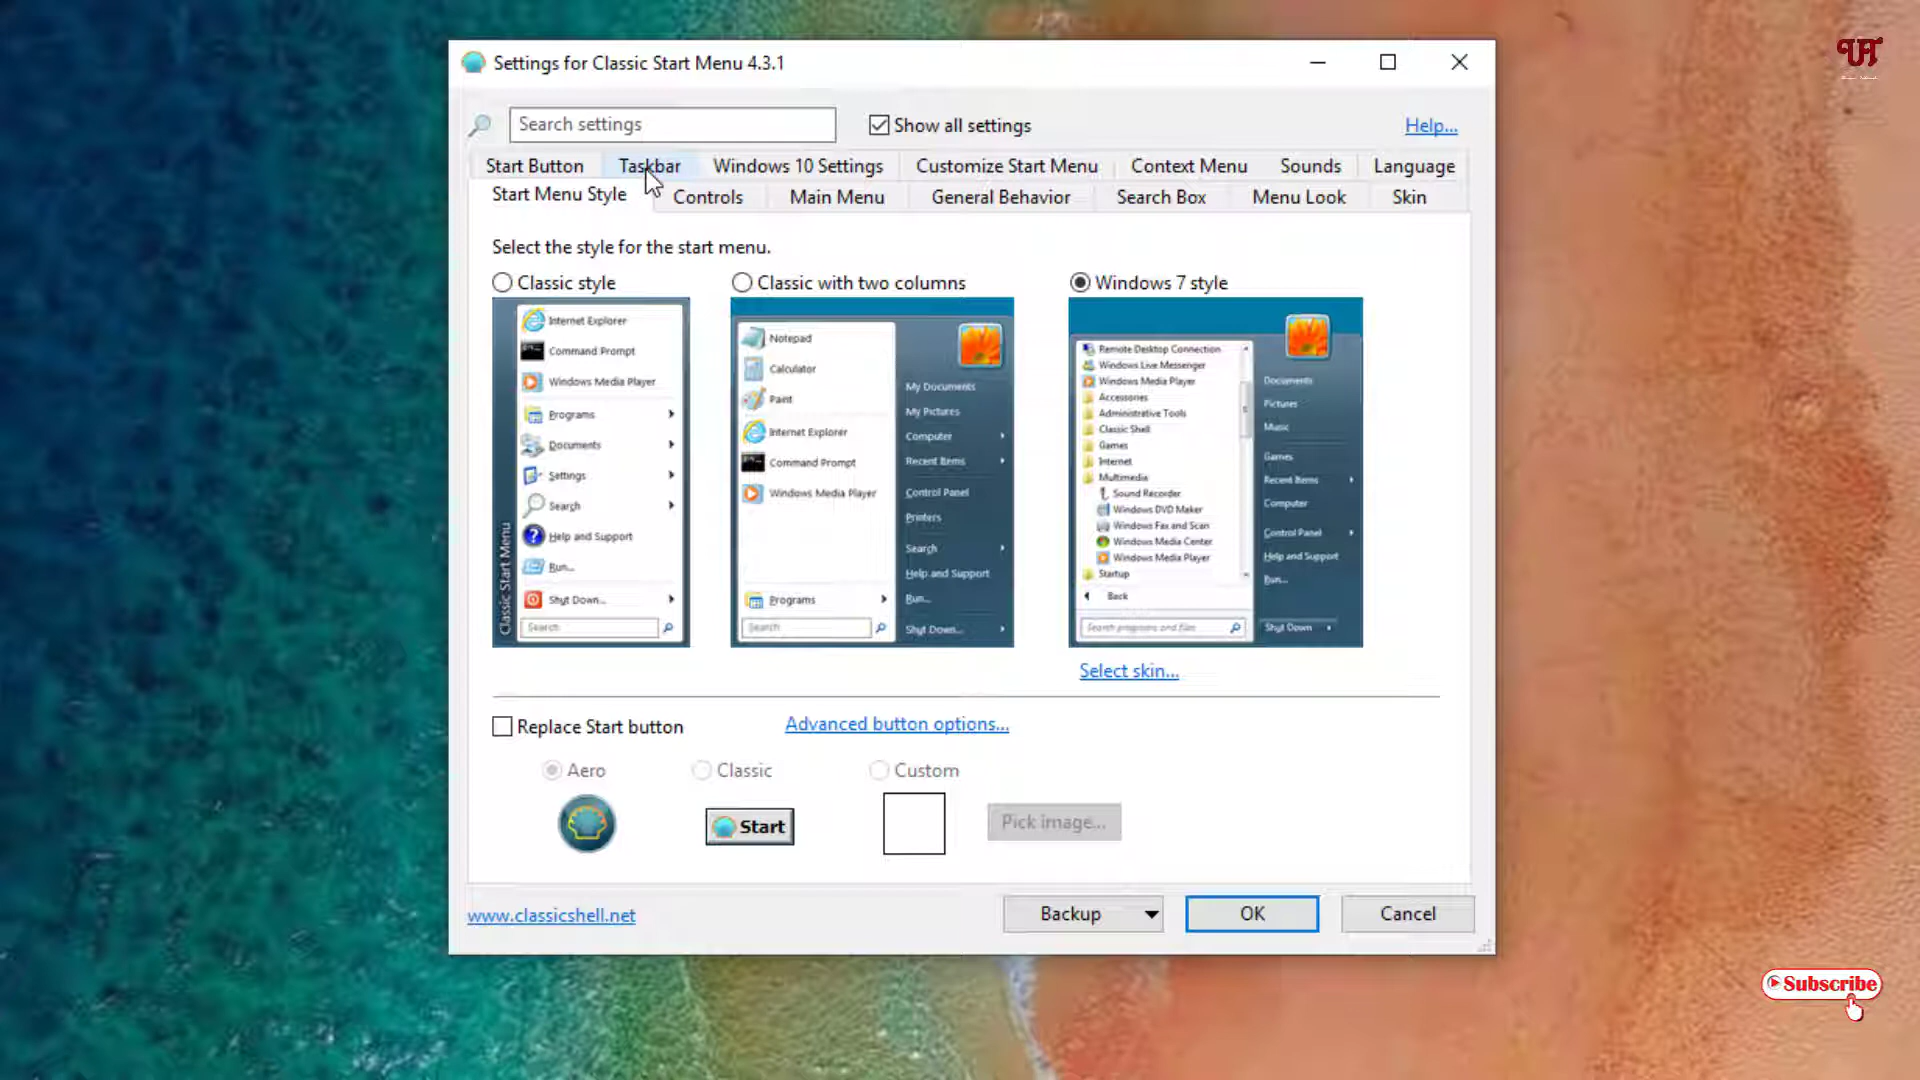 UT
Settings for Classic Start Menu 4.3.1
Search settings
Show all settings
Help...
Start Button
Taskbar
Windows 10 Settings
Customize Start Menu
Context Menu
Sounds
Language
Start Menu Style
Controls
Main Menu
General Behavior
Search Box
Menu Look
Skin
Select the style for the start menu.
Classic style
Classic with two columns
Windows 7 style
Internet Explorer
Command Prompt
Windows Media Player
Programs
Documents
Settings
Search
Help and Support
Run...
Shut Down...
Search
Classic Start Menu
Notepad
Calculator
Paint
Internet Explorer
Command Prompt
Windows Media Player
Programs
Search
My Documents
My Pictures
Computer
Recent Items
Control Panel
Printers
Search
Help and Support
Run...
Shut Down...
Remote Desktop Connection
Windows Live Messenger
Windows Media Player
Accessories
Administrative Tools
Classic Shell
Games
Internet
Multimedia
Sound Recorder
Windows DVD Maker
Windows Fax and Scan
Windows Media Center
Windows Media Player
Startup
Back
Search programs and files
Documents
Pictures
Music
Games
Recent Items
Computer
Control Panel
Help and Support
Run...
Shut Down
Select skin...
Replace Start button
Advanced button options...
Aero
Classic
Custom
Start
Pick image...
www.classicshell.net
Backup
OK
Cancel
Subscribe